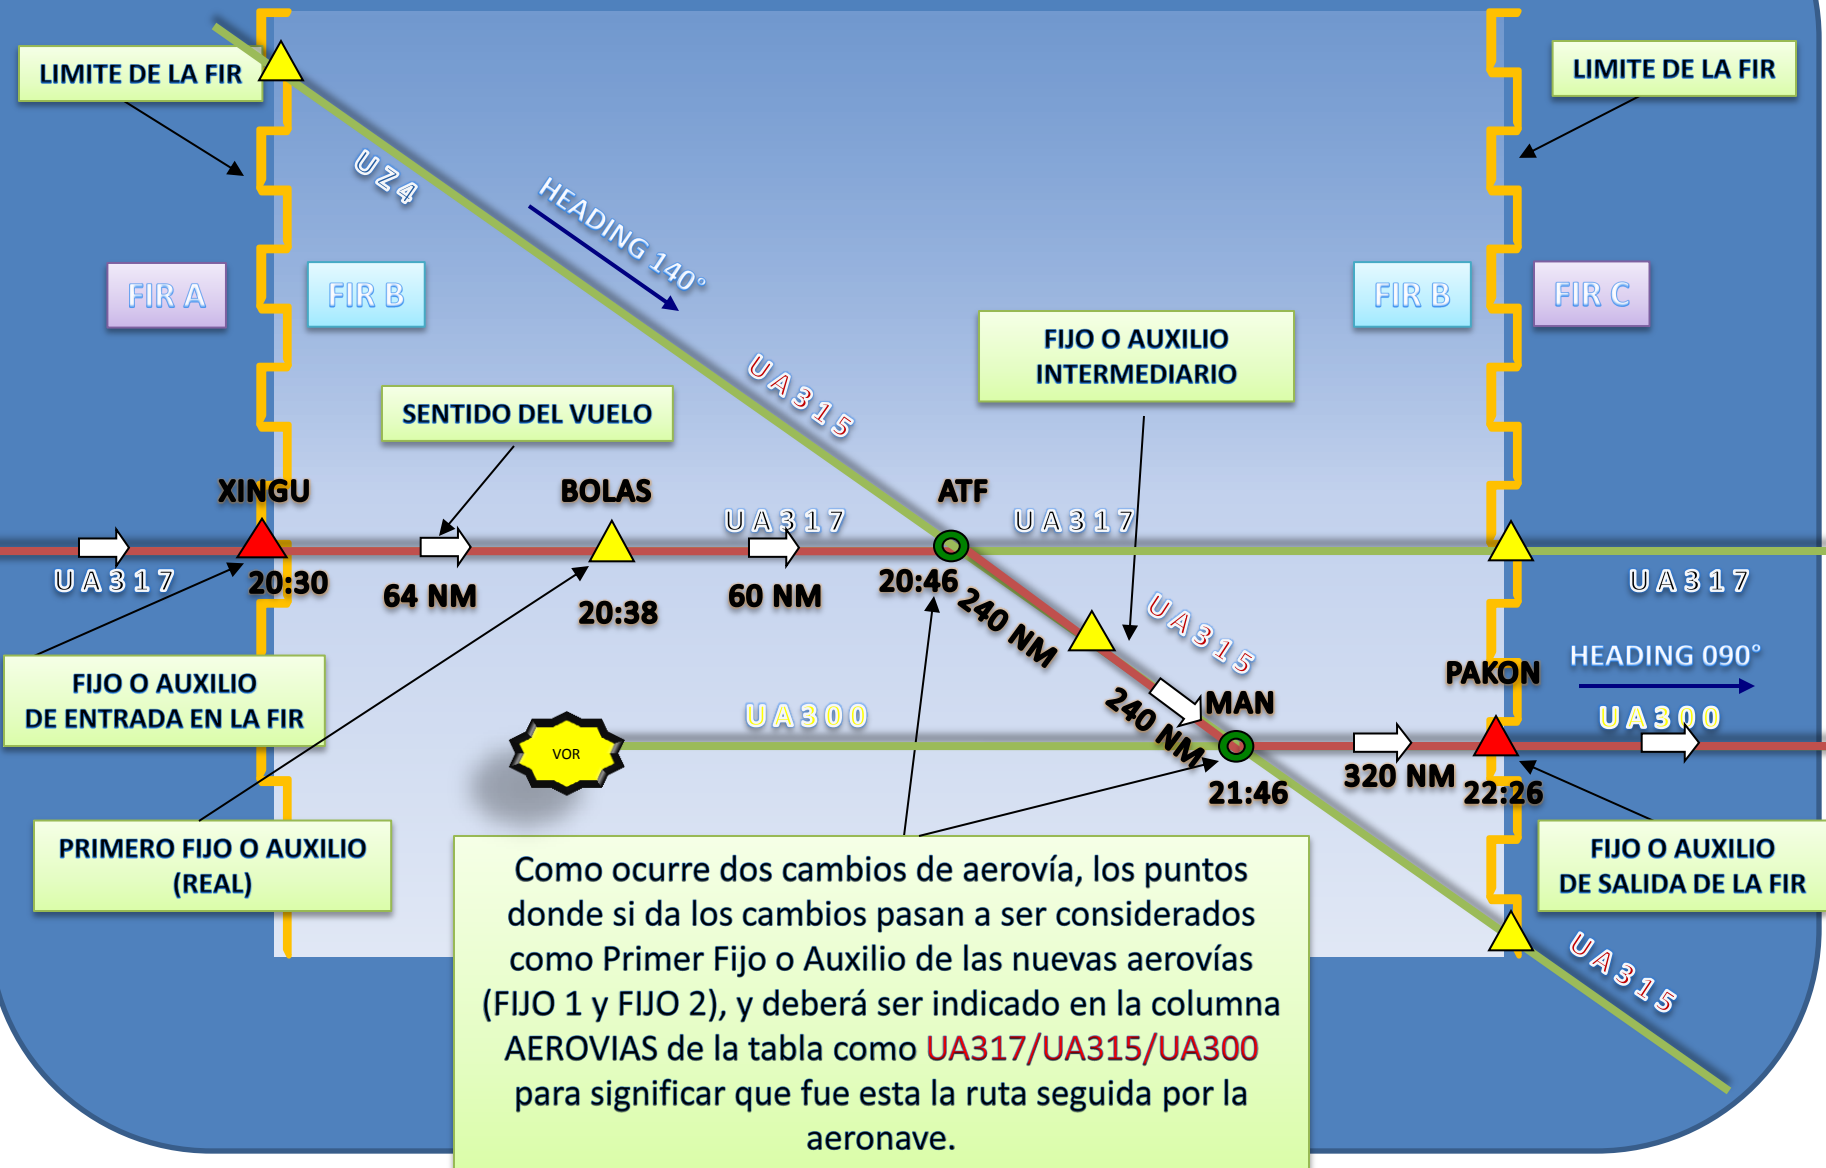 LIMITE DE LA FIR
LIMITE DE LA FIR
UZ4
HEADING 140°
FIR A
FIR B
FIR B
FIR C
FIJO O AUXILIO
INTERMEDIARIO
UA315
SENTIDO DEL VUELO
XINGU
BOLAS
ATF
UA317
UA317
UA317
20:30
64 NM
20:38
60 NM
20:46
240 NM
UA315
UA317
HEADING 090°
PAKON
FIJO O AUXILIO
DE ENTRADA EN LA FIR
UA300
240 NM
MAN
UA300
VOR
21:46
320 NM
22:26
PRIMERO FIJO O AUXILIO
(REAL)
FIJO O AUXILIO
DE SALIDA DE LA FIR
Como ocurre dos cambios de aerovía, los puntos
donde si da los cambios pasan a ser considerados
como Primer Fijo o Auxilio de las nuevas aerovías
(FIJO 1 y FIJO 2), y deberá ser indicado en la columna
AEROVIAS de la tabla como UA317/UA315/UA300
para significar que fue esta la ruta seguida por la
aeronave.
UA315